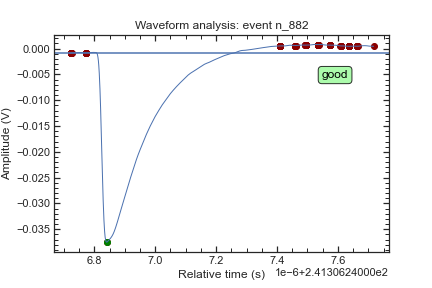 Waveform analysis: event n_882
Amplitude (V)
0.000
−0.005
−0.010
−0.015
−0.020
−0.025
−0.030
−0.035
good
6.8 7.0 7.2 7.4 7.6
Relative time (s) 1e−6+2.4130624000e2